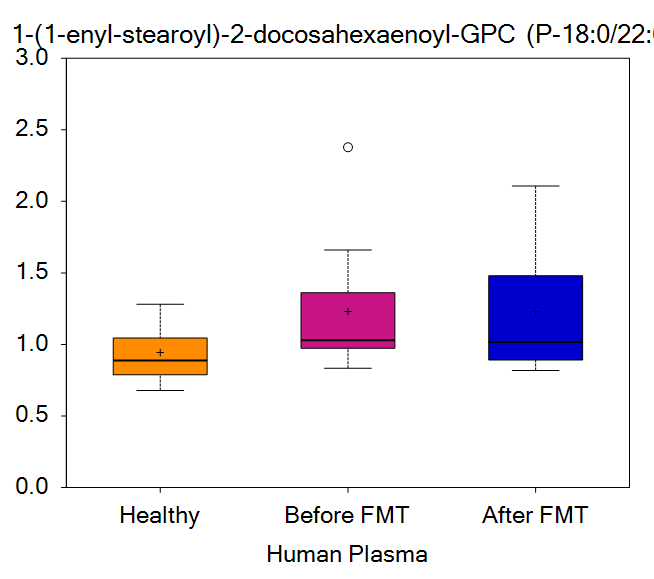 1-(1-enyl-stearoyl)-2-docosahexaenoyl-GPC (P-18:0/22:
3.0
2.5
2.0
1.5
1.0
0.5
0.0
Healthy Before FMT After FMT
Human Plasma